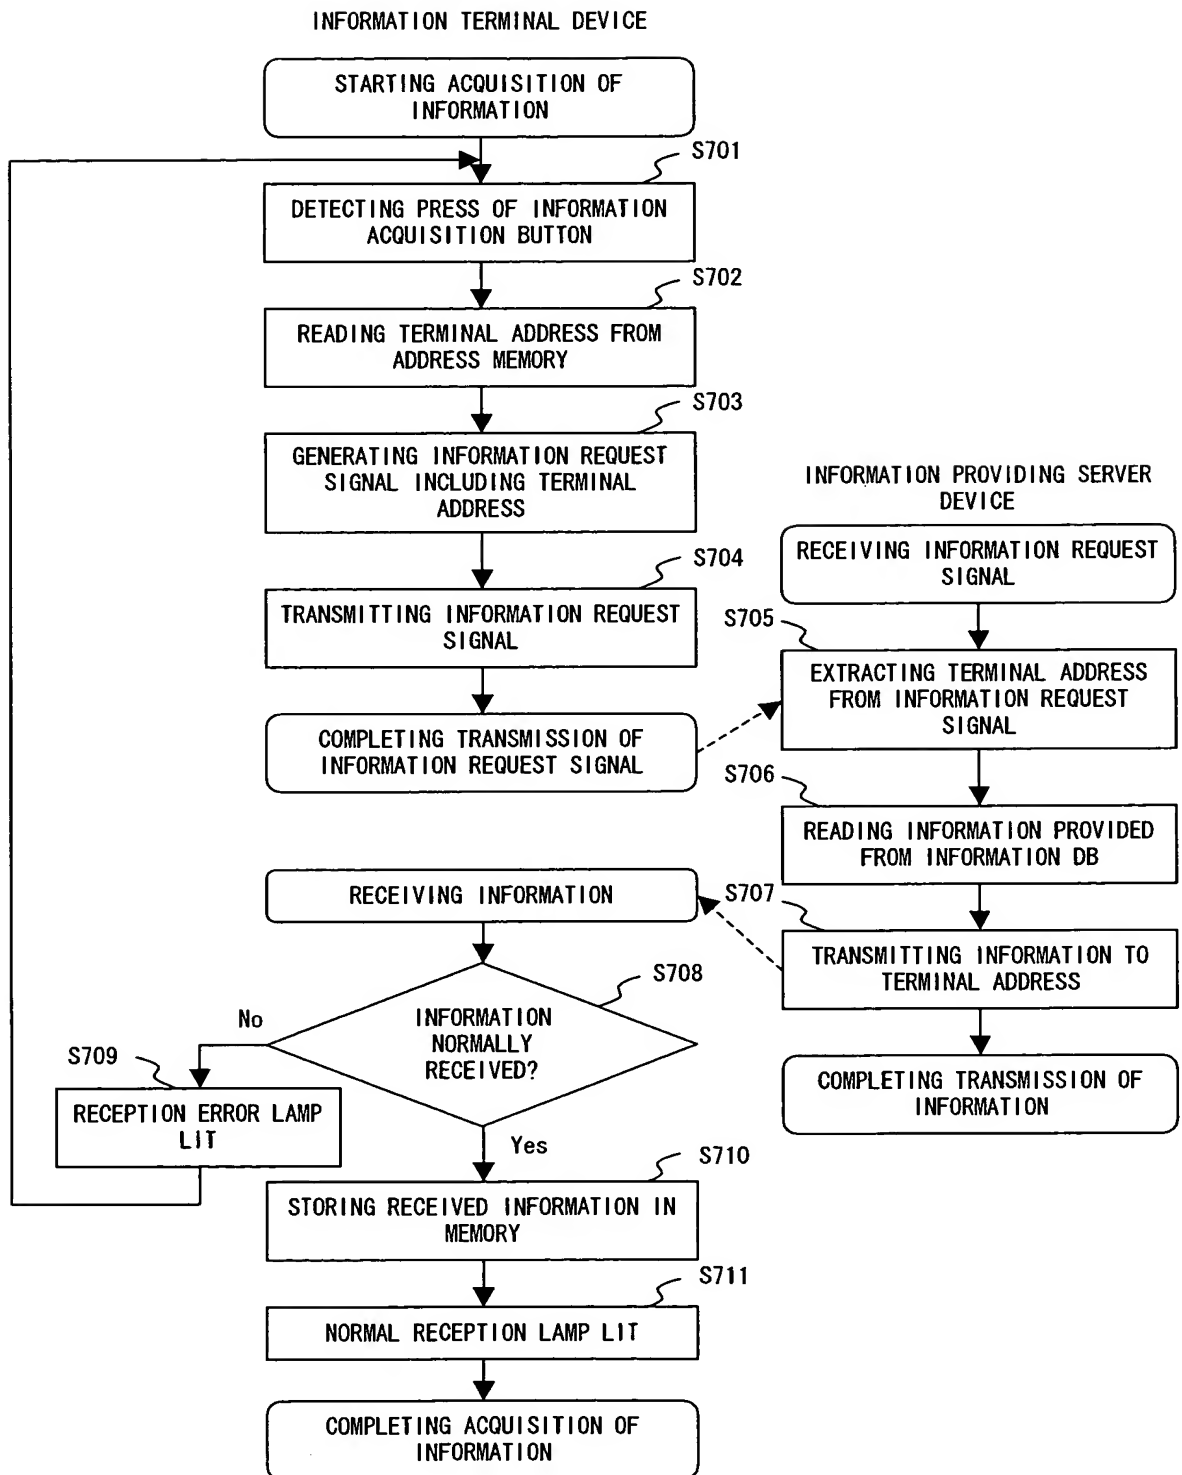 INFORMATION TERMINAL DEVICE
STARTING ACQUISITION OF
INFORMATION
S701
DETECTING PRESS OF INFORMATION
ACQUISITION BUTTON
S702
READING TERMINAL ADDRESS FROM
ADDRESS MEMORY
S703
GENERATING INFORMATION REQUEST
SIGNAL INCLUDING TERMINAL
ADDRESS
S704
TRANSMITTING INFORMATION REQUEST
SIGNAL
COMPLETING TRANSMISSION OF
INFORMATION REQUEST SIGNAL
INFORMATION PROVIDING SERVER
DEVICE
RECEIVING INFORMATION REQUEST
SIGNAL
S705
EXTRACTING TERMINAL ADDRESS
FROM INFORMATION REQUEST
SIGNAL
S706
READING INFORMATION PROVIDED
FROM INFORMATION DB
S707
TRANSMITTING INFORMATION TO
TERMINAL ADDRESS
COMPLETING TRANSMISSION OF
INFORMATION
RECEIVING INFORMATION
S708
INFORMATION
NORMALLY
RECEIVED?
No
S709
RECEPTION ERROR LAMP
LIT
Yes
S710
STORING RECEIVED INFORMATION IN
MEMORY
S711
NORMAL RECEPTION LAMP LIT
COMPLETING ACQUISITION OF
INFORMATION